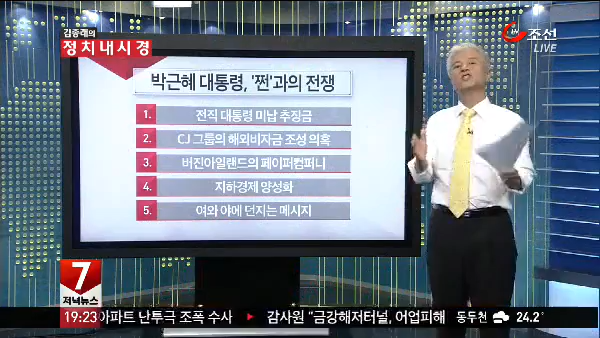 김종래의
정치내시경
조선
LIVE
박근혜 대통령, '쩐'과의 전쟁
1. 전직 대통령 미납 추징금
2. CJ 그룹의 해외비자금 조성 의혹
3. 버진아일랜드의 페이퍼컴퍼니
4. 지하경제 양성화
5. 여와 야에 던지는 메시지
7
저녁뉴스
19:23 아파트 난투극 조폭 수사 ▶ 감사원 "금강해저터널, 어업피해 동두천 24.2°